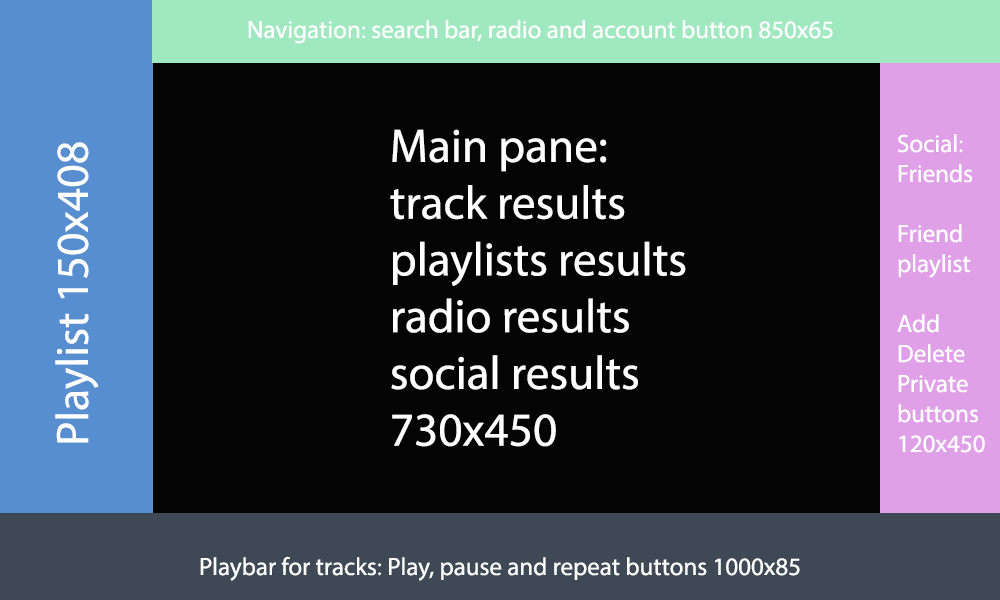 Navigation: search bar, radio and account button 850x65
Playlist 150x408
Main pane:
track results
playlists results
radio results
social results
730x450
Social:
Friends
Friend
playlist
Add
Delete
Private
buttons
120x450
Playbar for tracks: Play, pause and repeat buttons 1000x85